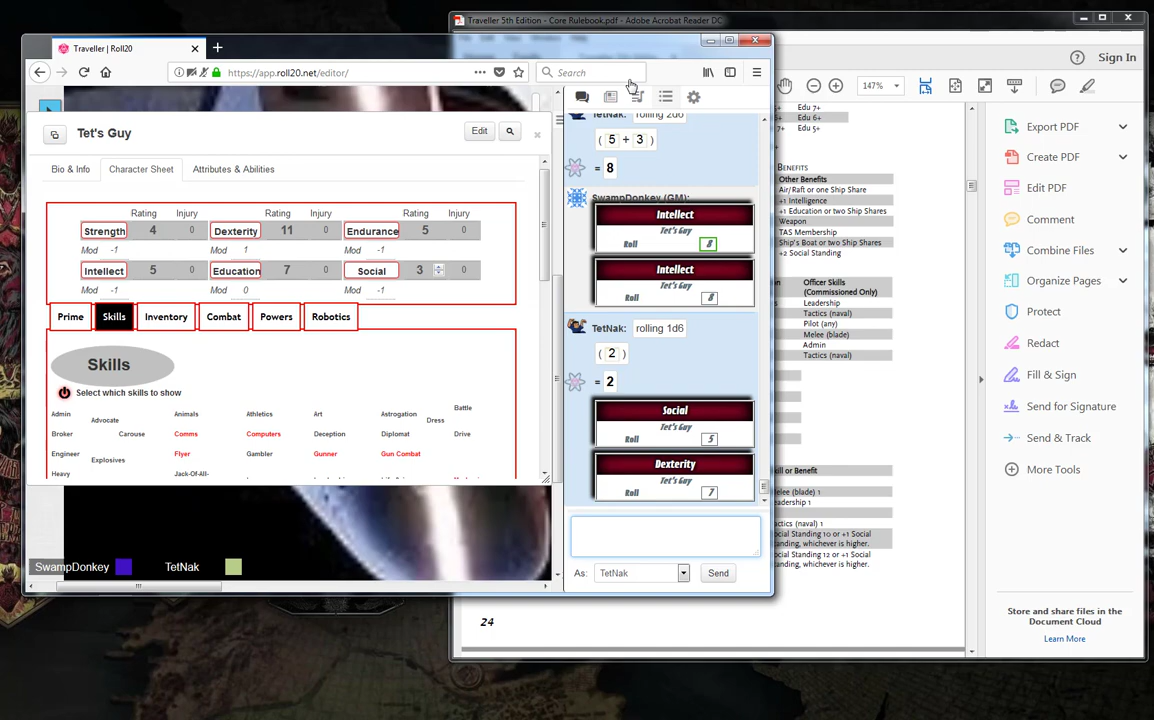 Traveller 5th Edition - Core Rulebook.pdf - Adobe Acrobat Reader DC
Traveller | Roll20
https://app.roll20.net/editor/
Search
Sign In
147%
Tet's Guy
Edit
Bio & Info
Character Sheet
Attributes & Abilities
Rating Injury Rating Injury Rating Injury
Strength 4 0 Dexterity 11 0 Endurance 5 0
Mod -1 Mod 1 Mod -1
Intellect 5 0 Education 7 0 Social 3 0
Mod -1 Mod 0 Mod -1
Prime Skills Inventory Combat Powers Robotics
Skills
Select which skills to show
Admin Advocate Animals Athletics Art Astrogation Dress Battle
Broker Carouse Comms Computers Deception Diplomat Drive
Engineer Explosives Flyer Gambler Gunner Gun Combat
Heavy Jack-Of-All-
SwampDonkey
TetNak
TetNak: rolling 2d6
( 5 + 3 )
= 8
SwampDonkey (GM):
Intellect
Tet's Guy
Roll 8
Intellect
Tet's Guy
Roll 8
TetNak: rolling 1d6
( 2 )
= 2
Social
Tet's Guy
Roll 5
Dexterity
Tet's Guy
Roll 7
As: TetNak
Send
Edu 7+
Edu 6+
Edu 5+
Other Benefits
Air/Raft or one Ship Share
+1 Intelligence
+1 Education or two Ship Shares
Weapon
TAS Membership
Ship's Boat or two Ship Shares
+2 Social Standing
Officer Skills
(Commissioned Only)
Leadership
Tactics (naval)
Pilot (any)
Melee (blade)
Admin
Tactics (naval)
or Benefit
(blade) 1
1
(naval) 1
Social Standing 10 or +1 Social
whichever is higher.
Social Standing 12 or +1 Social
whichever is higher.
24
Export PDF
Create PDF
Edit PDF
Comment
Combine Files
Organize Pages
Protect
Redact
Fill & Sign
Send for Signature
Send & Track
More Tools
Store and share files in the
Document Cloud
Learn More